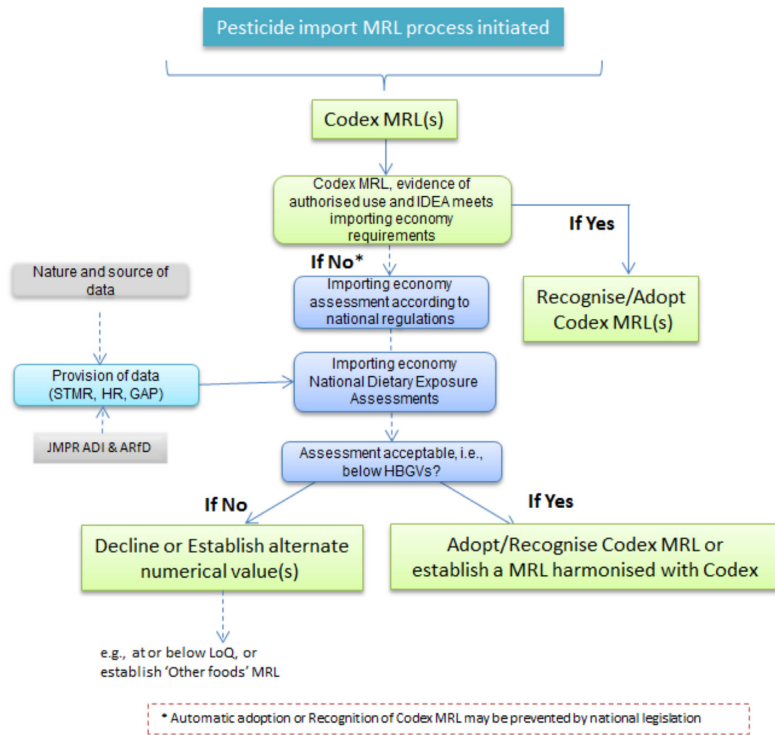 Pesticide import MRL process initiated
Codex MRL(s)
Codex MRL, evidence of
authorised use and IDEA meets
importing economy
requirements
If Yes
If No*
Nature and source of
data
Importing economy
assessment according to
national regulations
Recognise/Adopt
Codex MRL(s)
Provision of data
(STMR, HR, GAP)
Importing economy
National Dietary Exposure
Assessments
JMPR ADI & ARfD
Assessment acceptable, i.e.,
below HBGVs?
If No
If Yes
Decline or Establish alternate
numerical value(s)
Adopt/Recognise Codex MRL or
establish a MRL harmonised with Codex
e.g., at or below LoQ, or
establish ‘Other foods’ MRL
* Automatic adoption or Recognition of Codex MRL may be prevented by national legislation